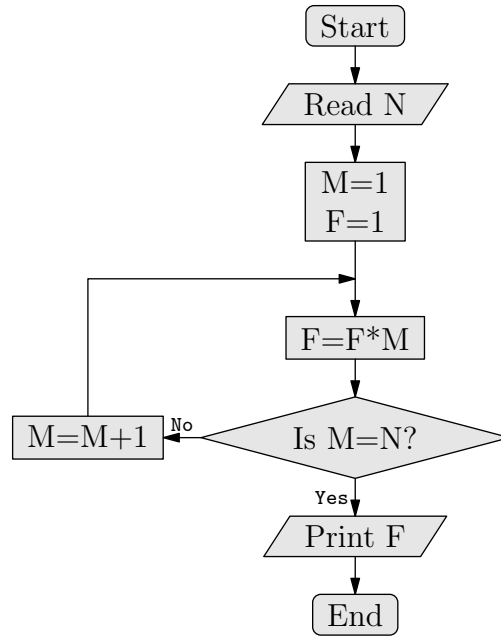 Start
Read N
M=1
F=1
F=F*M
Is M=N?
No
M=M+1
Yes
Print F
End